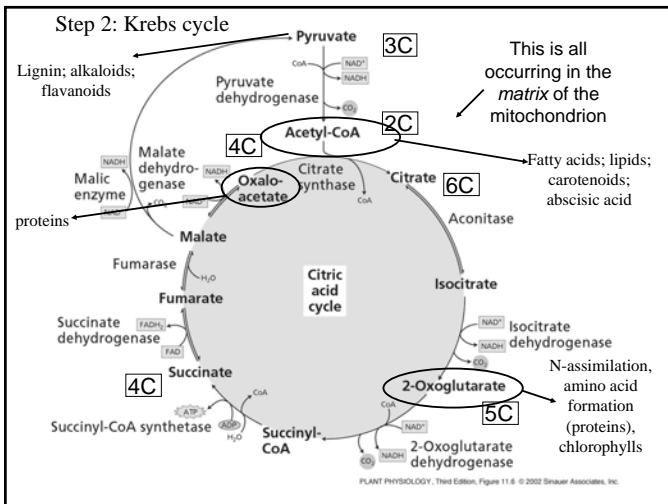 Step 2: Krebs cycle
Pyruvate
3C
Lignin; alkaloids;
flavanoids
CoA
NAD⁺
NADH
Pyruvate
dehydrogenase
CO₂
This is all
occurring in the
matrix of the
mitochondrion
2C
Acetyl-CoA
4C
Fatty acids; lipids;
carotenoids;
abscisic acid
NADH
Malic
enzyme
NAD⁺
CO₂
Malate
dehydro-
genase
NADH
NAD⁺
Oxalo-
acetate
Citrate
synthase
CoA
Citrate
6C
proteins
Aconitase
Malate
Fumarase
H₂O
Citric
acid
cycle
Isocitrate
Fumarate
NAD⁺
NADH
CO₂
Isocitrate
dehydrogenase
Succinate
dehydrogenase
FADH₂
FAD
N-assimilation,
amino acid
formation
(proteins),
chlorophylls
Succinate
4C
2-Oxoglutarate
5C
CoA
ATP
ADP
H₂O
Succinyl-CoA synthetase
Succinyl-
CoA
CoA
NAD⁺
NADH
CO₂
2-Oxoglutarate
dehydrogenase
PLANT PHYSIOLOGY, Third Edition, Figure 11.6 © 2002 Sinauer Associates, Inc.